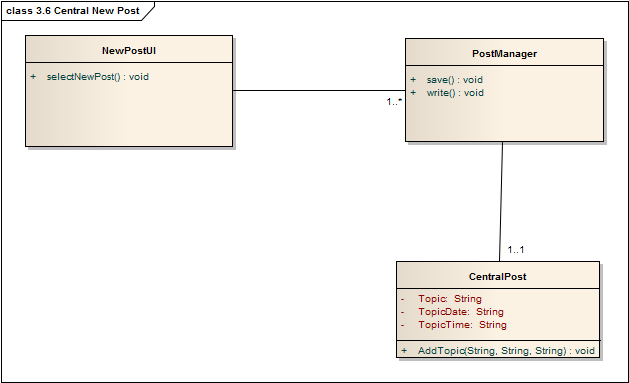 class 3.6 Central New Post
NewPostUI
+ selectNewPost() : void
PostManager
+ save() : void
+ write() : void
1..*
1..1
CentralPost
- Topic: String
- TopicDate: String
- TopicTime: String
+ AddTopic(String, String, String) : void